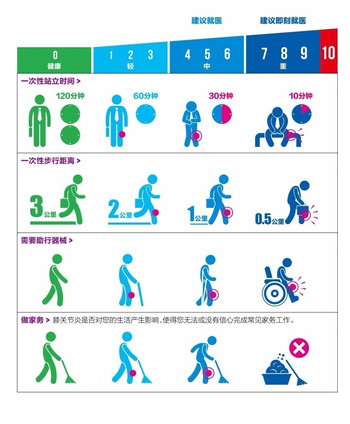 建议就医 建议即刻就医
0 1 2 3 4 5 6 7 8 9 10
健康 轻 中 重
一次性站立时间 >
120分钟 60分钟 30分钟 10分钟
一次性步行距离 >
3公里 2公里 1公里 0.5公里
需要助行器械 >
做家务 > 膝关节炎是否对您的生活产生影响,使得您无法或没有信心完成常见家务工作。